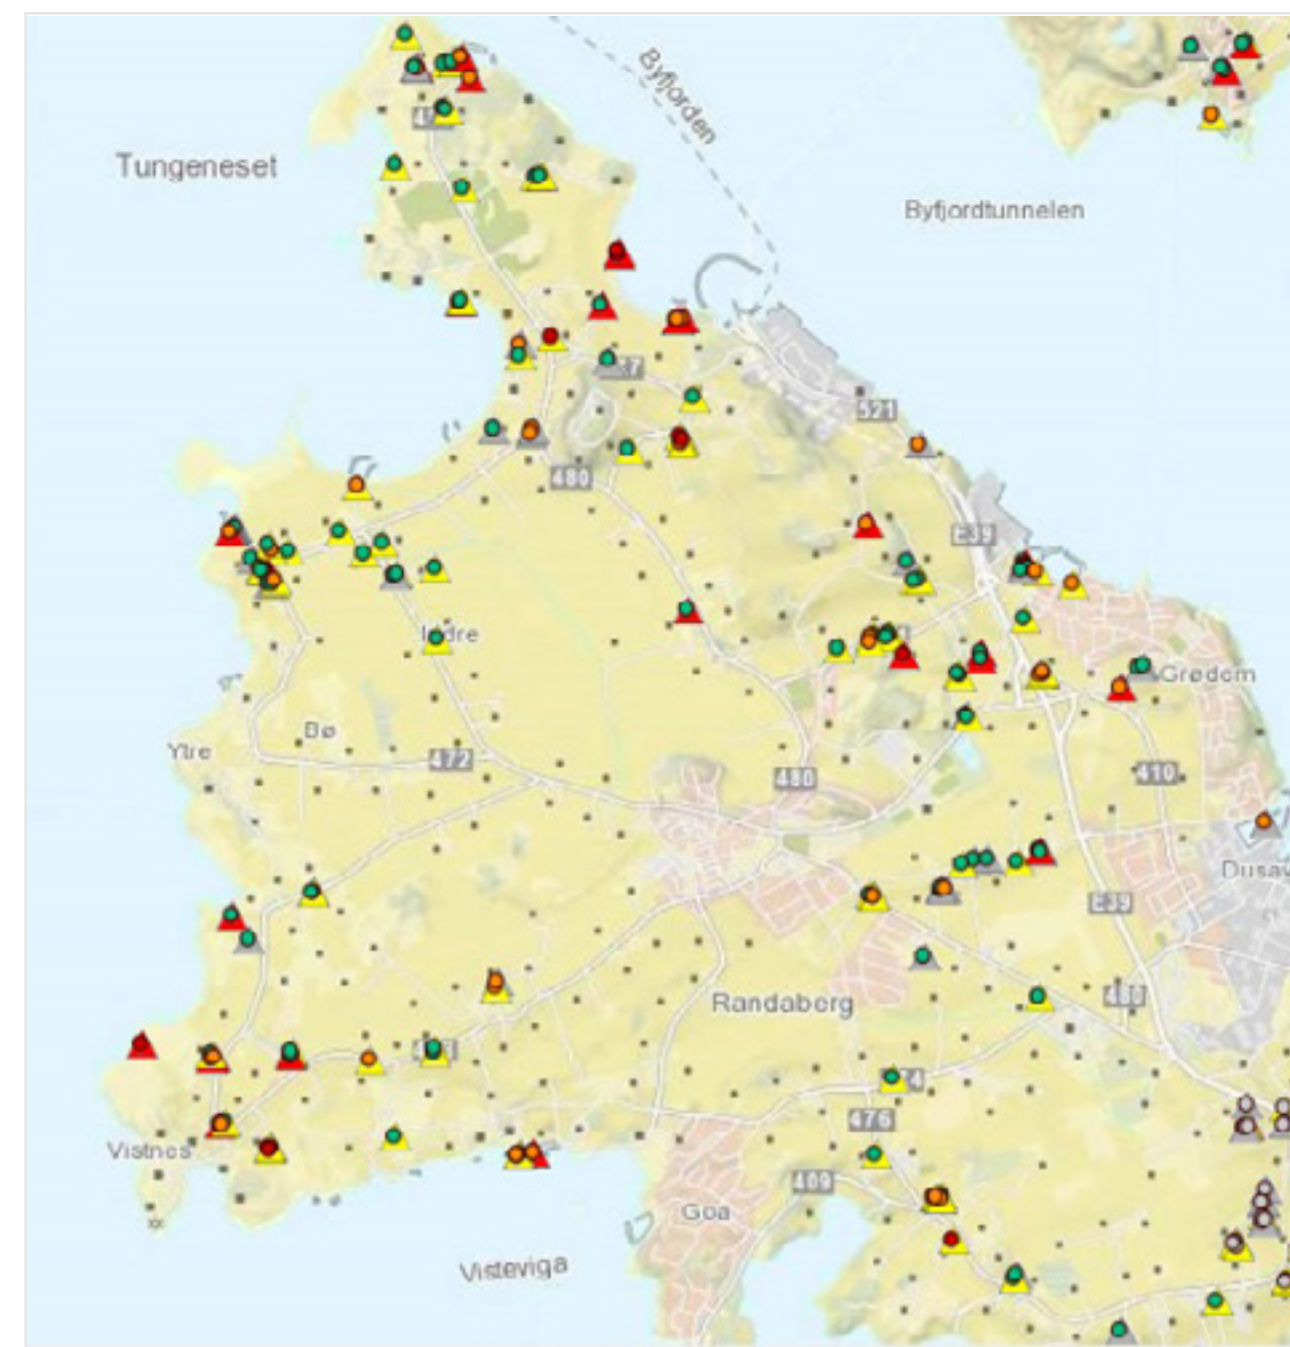 Byfjorden
Tungeneset
Byfjordtunnelen
521
480
E39
Grødem
Bø
Ytre
472
480
410
Dusav
E39
Randaberg
480
476
Vistnes
409
Goa
Visteviga